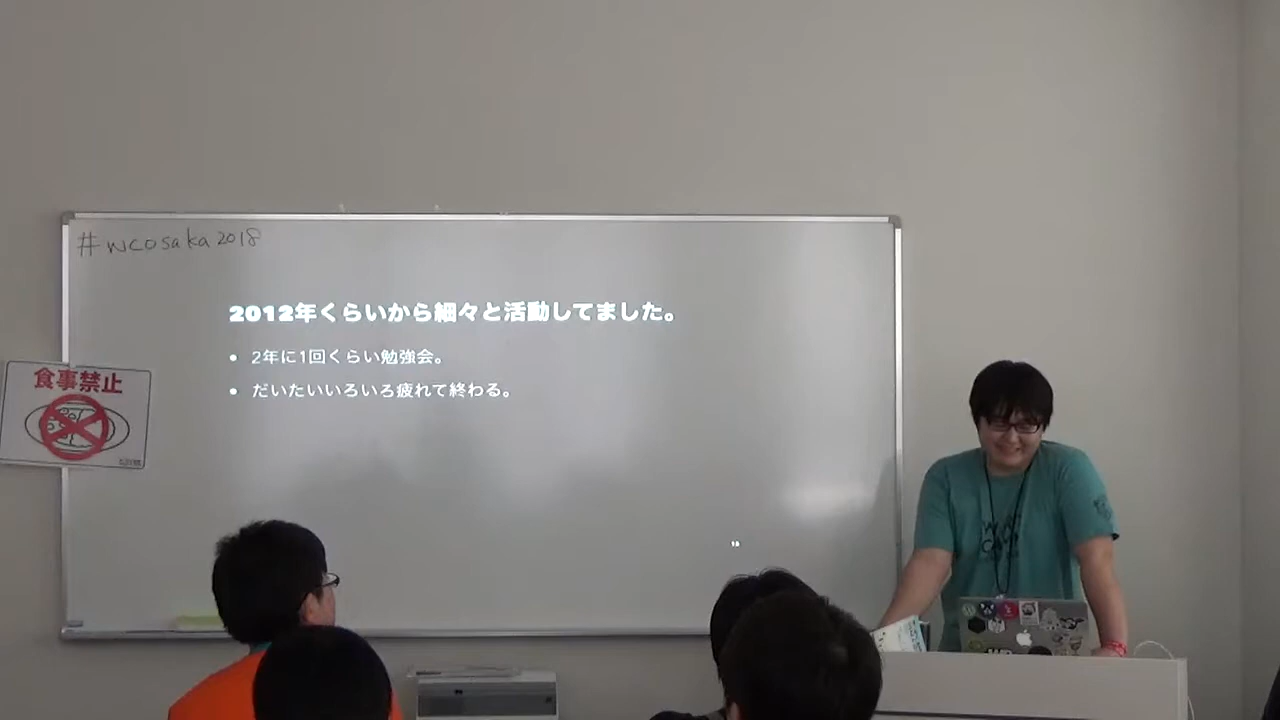 #wcosaka2018
2012年くらいから細々と活動してました。
• 2年に1回くらい勉強会。
• だいたいいろいろ疲れて終わる。
食事禁止